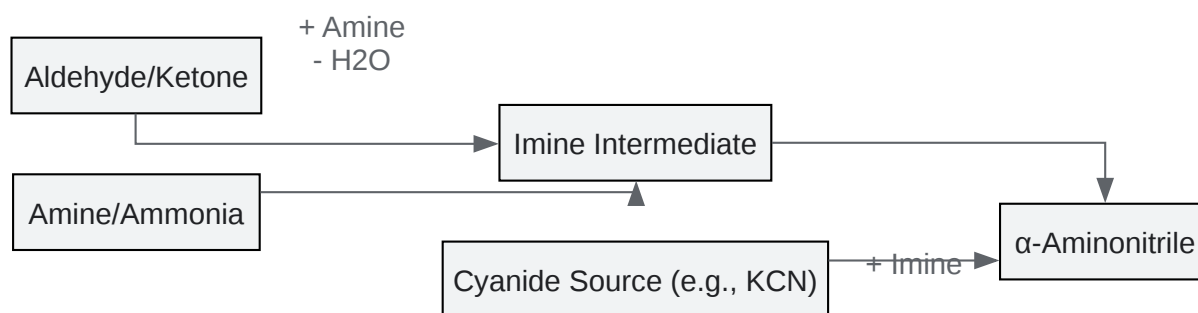 + Amine
- H2O
Aldehyde/Ketone
Imine Intermediate
Amine/Ammonia
α-Aminonitrile
Cyanide Source (e.g., KCN)
+ Imine